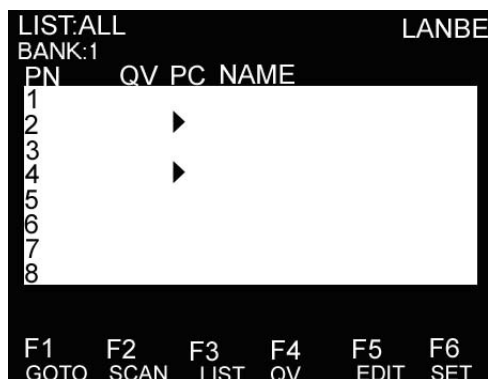 LIST:ALL LANBE
BANK:1
PN QV PC NAME
1
2
3
4
5
6
7
8
F1 F2 F3 F4 F5 F6
GOTO SCAN LIST QV EDIT SET